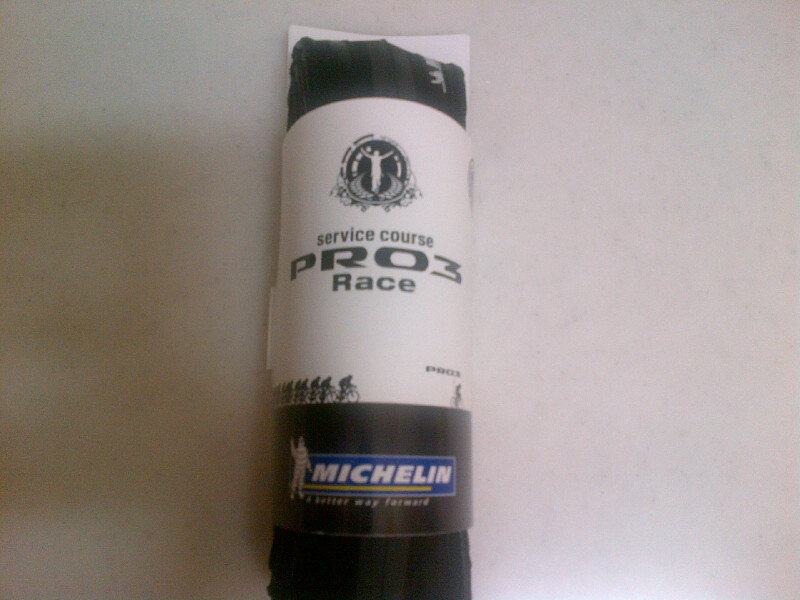 service course
PRO3
Race
PRO3
MICHELIN
a better way forward